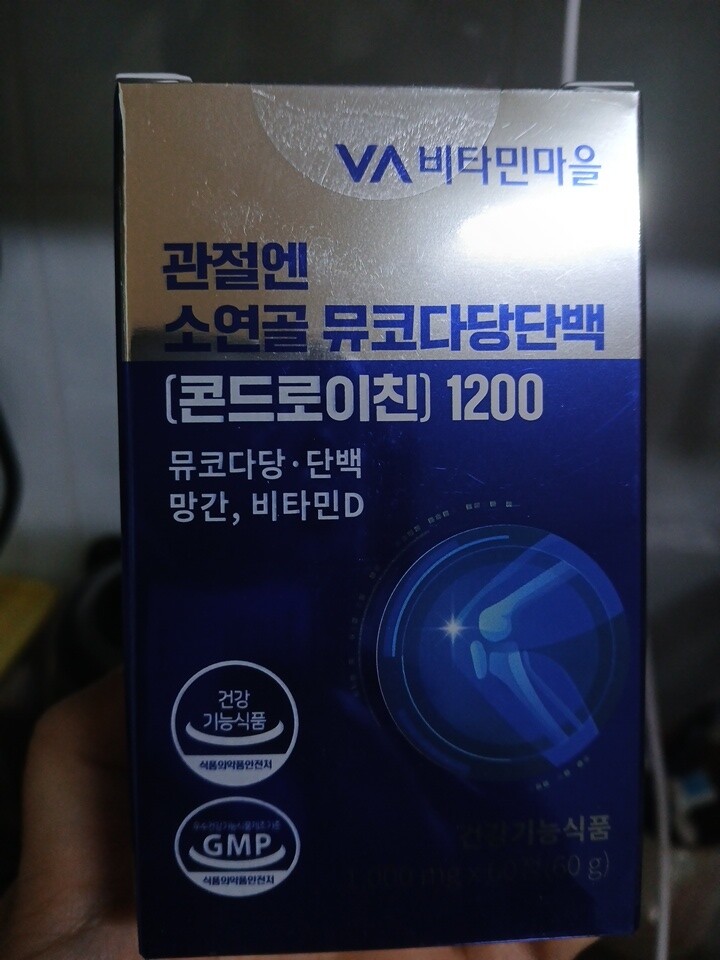 VA 비타민마을
관절엔
소연골 뮤코다당단백
(콘드로이친) 1200
뮤코다당·단백
망간, 비타민D
건강
기능식품
식품의약품안전처
GMP
식품의약품안전처
건강기능식품